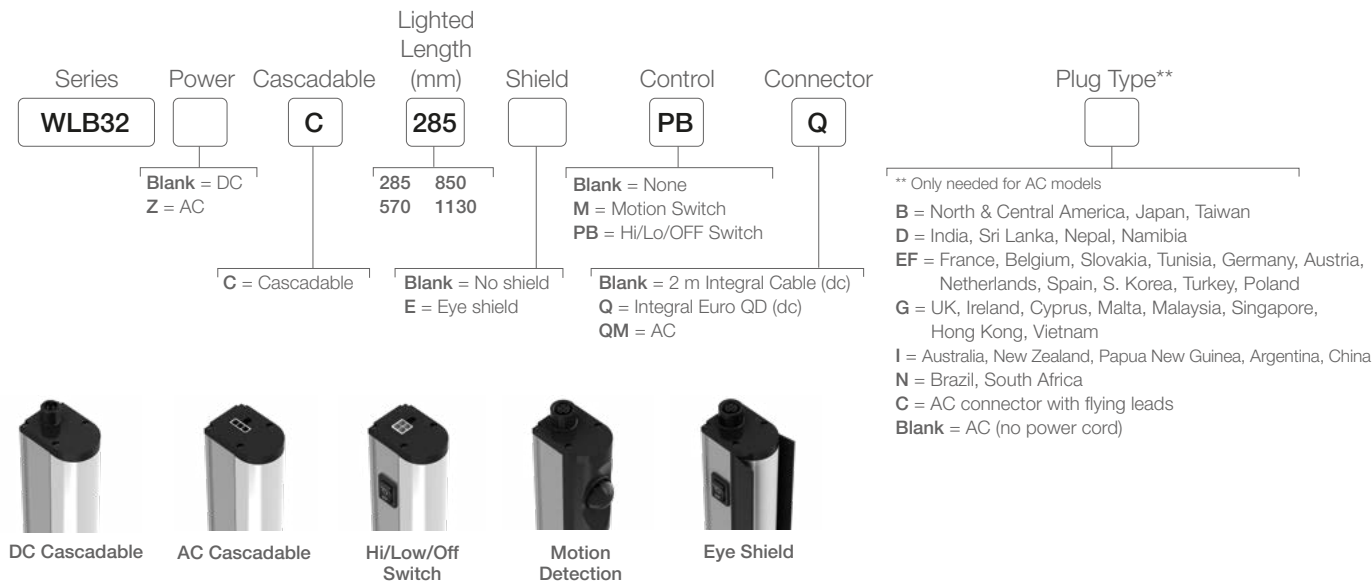 Series
Power
Cascadable
Lighted
Length
(mm)
Shield
Control
Connector
Plug Type**
WLB32
C
285
PB
Q
Blank = DC
Z = AC
C = Cascadable
285 850
570 1130
Blank = No shield
E = Eye shield
Blank = None
M = Motion Switch
PB = Hi/Lo/OFF Switch
Blank = 2 m Integral Cable (dc)
Q = Integral Euro QD (dc)
QM = AC
** Only needed for AC models
B = North & Central America, Japan, Taiwan
D = India, Sri Lanka, Nepal, Namibia
EF = France, Belgium, Slovakia, Tunisia, Germany, Austria,
Netherlands, Spain, S. Korea, Turkey, Poland
G = UK, Ireland, Cyprus, Malta, Malaysia, Singapore,
Hong Kong, Vietnam
I = Australia, New Zealand, Papua New Guinea, Argentina, China
N = Brazil, South Africa
C = AC connector with flying leads
Blank = AC (no power cord)
DC Cascadable
AC Cascadable
Hi/Low/Off
Switch
Motion
Detection
Eye Shield